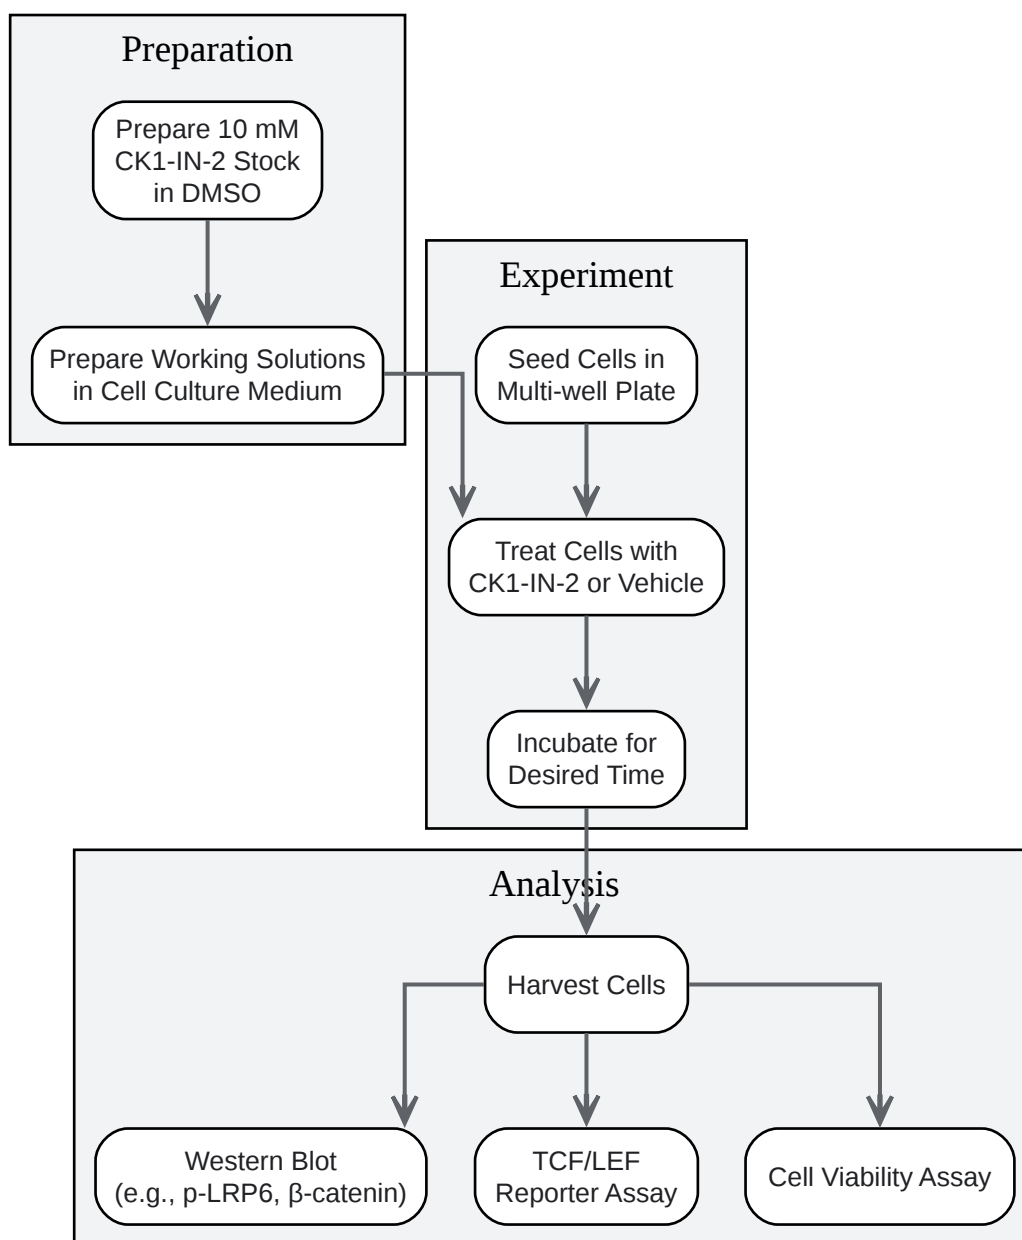 Preparation
Prepare 10 mM
CK1-IN-2 Stock
in DMSO
Prepare Working Solutions
in Cell Culture Medium
Experiment
Seed Cells in
Multi-well Plate
Treat Cells with
CK1-IN-2 or Vehicle
Incubate for
Desired Time
Analysis
Harvest Cells
Western Blot
(e.g., p-LRP6, β-catenin)
TCF/LEF
Reporter Assay
Cell Viability Assay